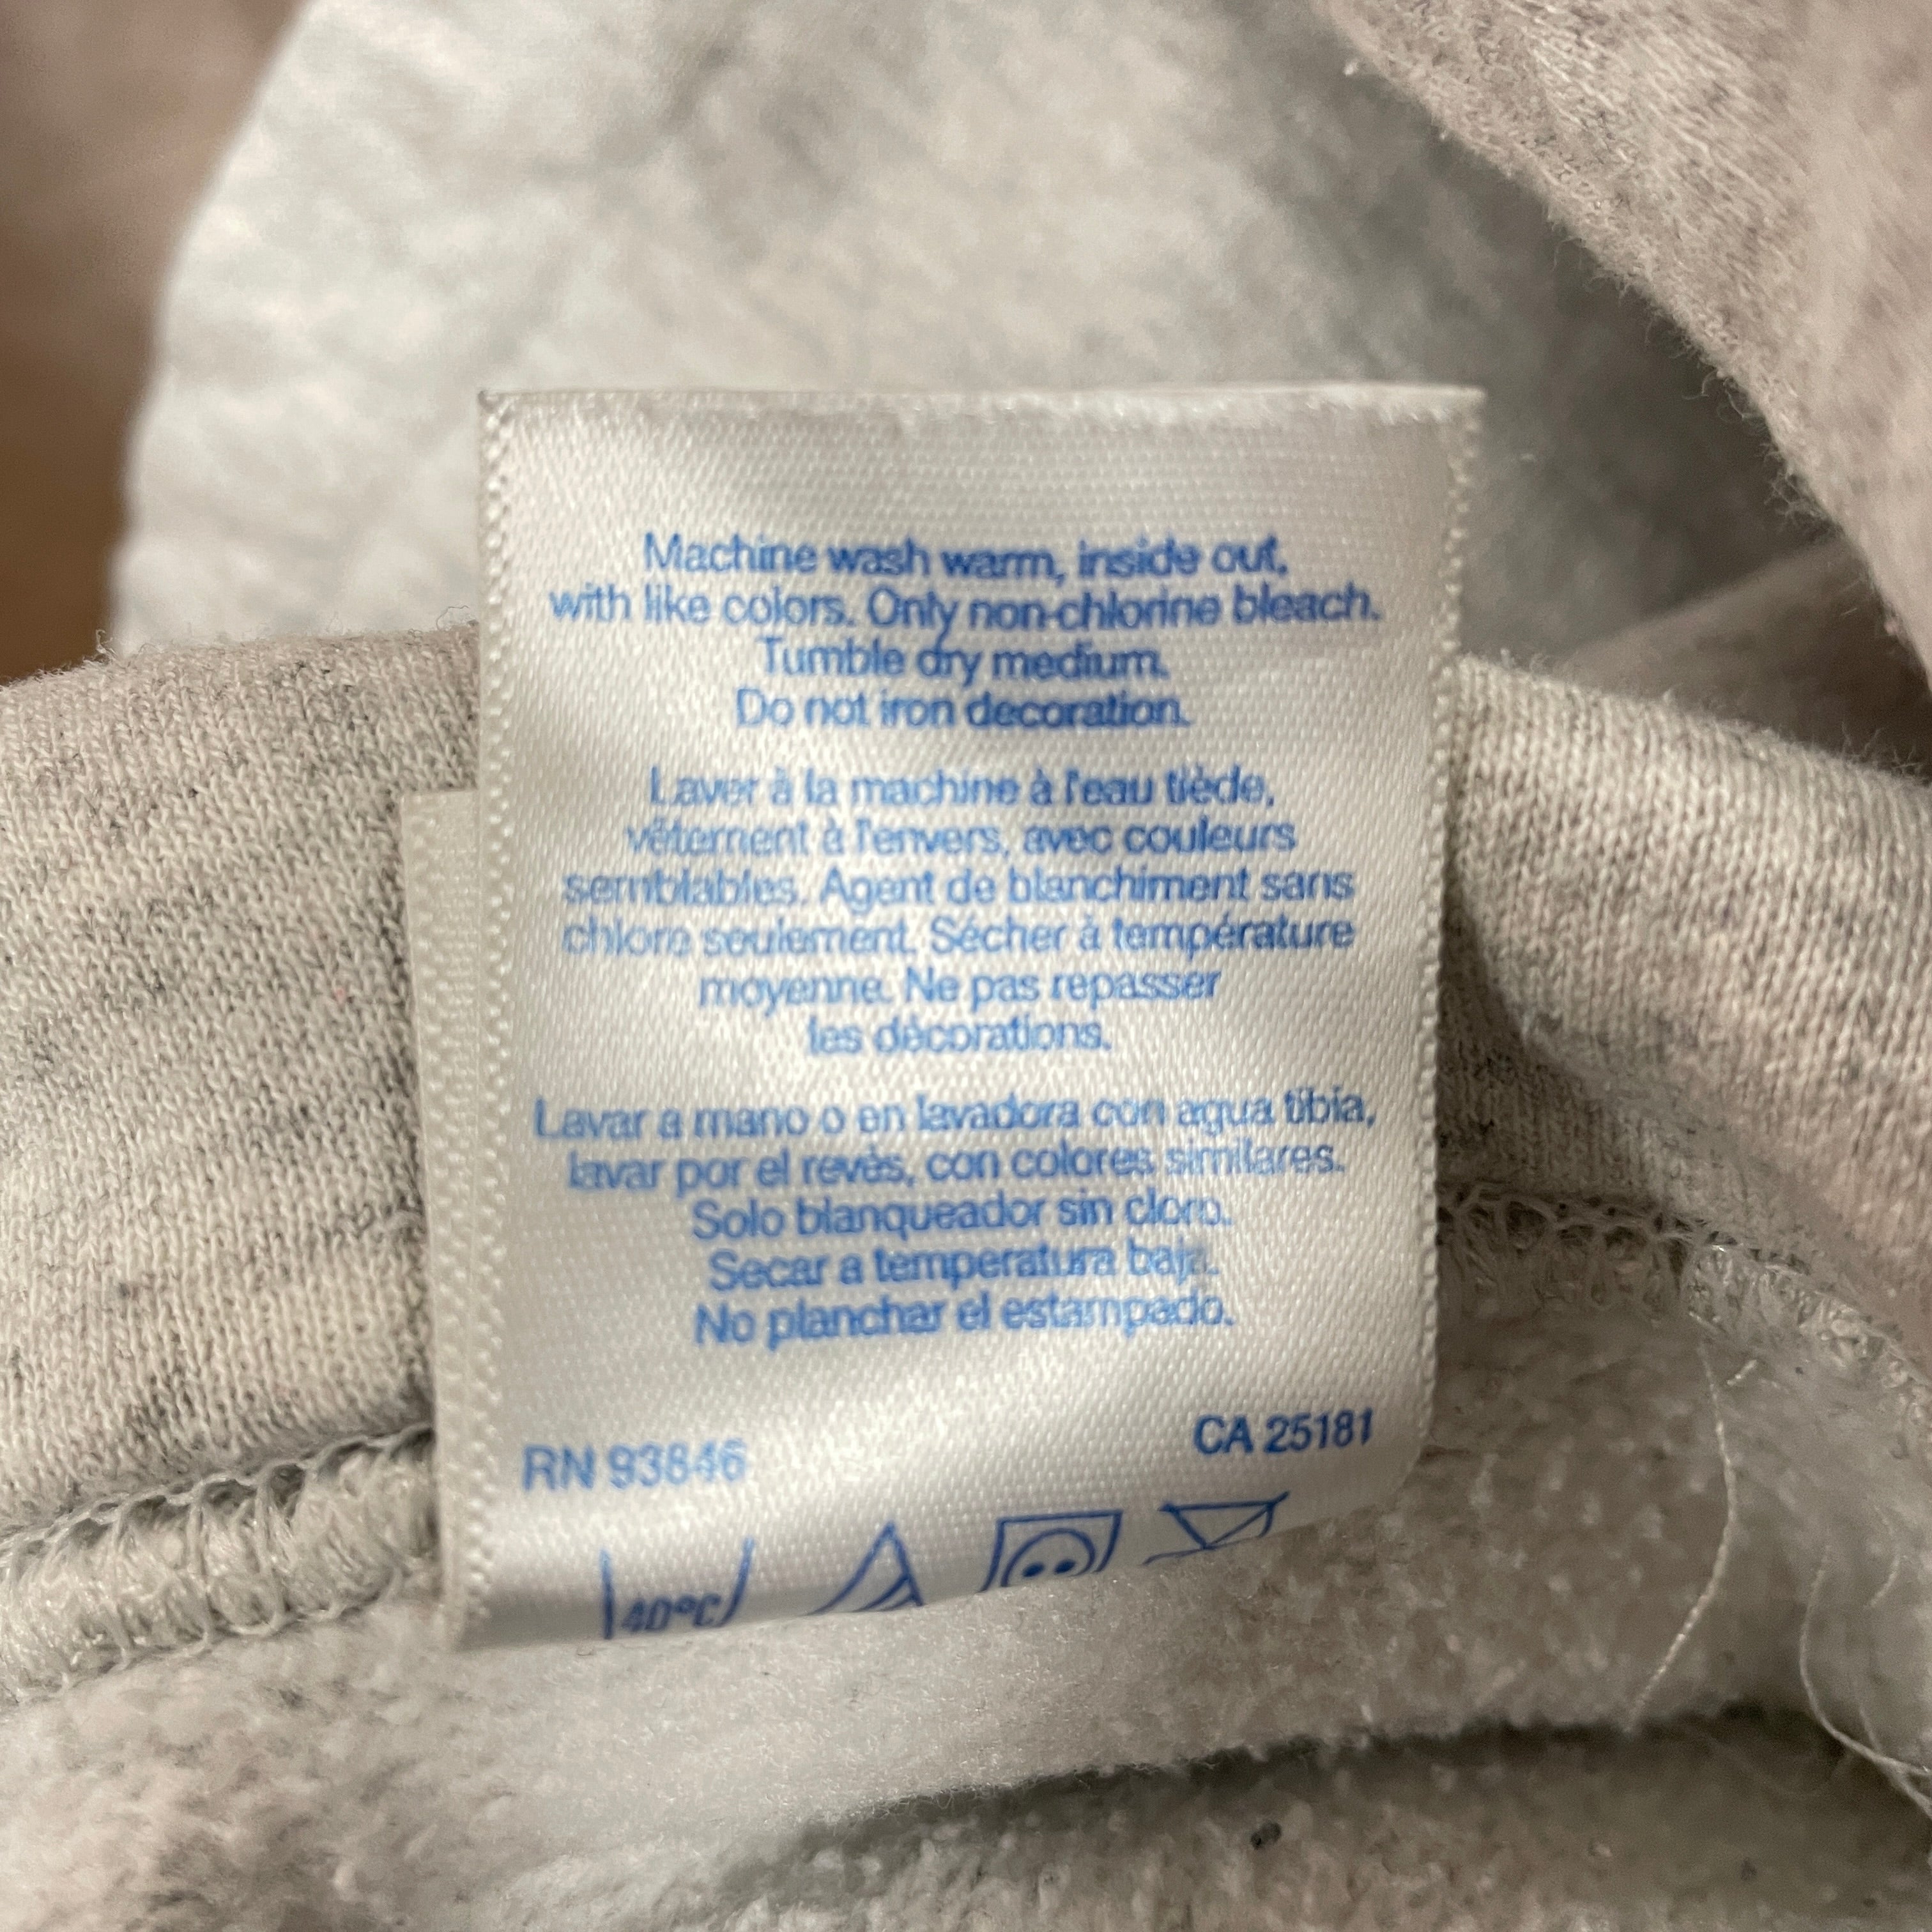 Machine wash warm, inside out,
with like colors. Only non-chlorine bleach.
Tumble dry medium.
Do not iron decoration.
Laver à la machine à l'eau tiède,
vêtement à l'envers, avec couleurs
semblables. Agent de blanchiment sans
chlore seulement. Sécher à température
moyenne. Ne pas repasser
les décorations.
Lavar a mano o en lavadora con agua tibia,
lavar por el revés, con colores similares.
Solo blanqueador sin cloro.
Secar a temperatura baja.
No planchar el estampado.
RN 93846
CA 25181
40°C